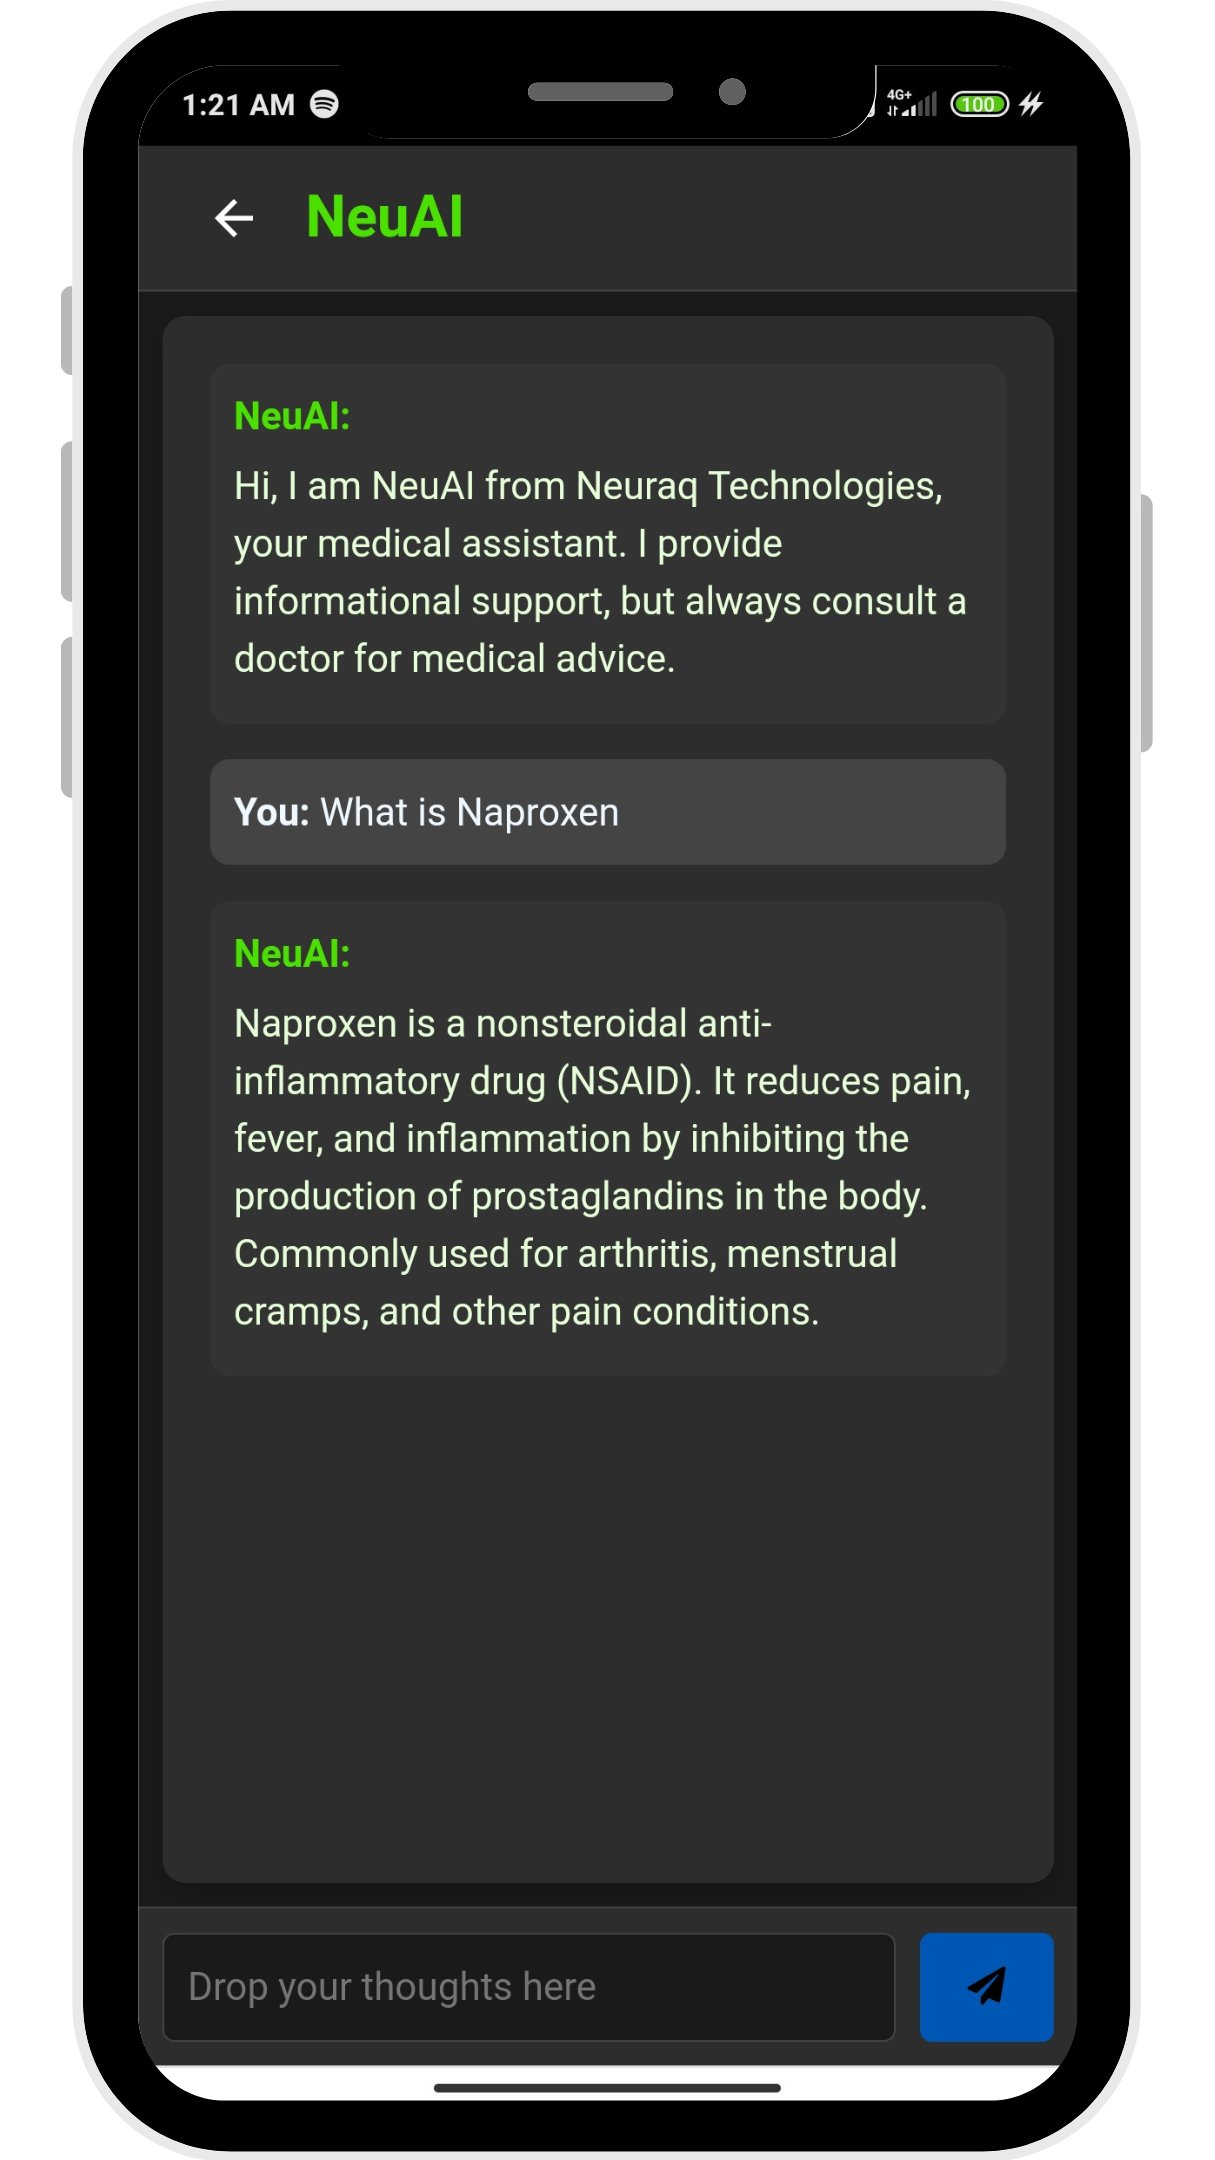 1:21 AM
4G+
100
NeuAI
NeuAI:
Hi, I am NeuAI from Neuraq Technologies,
your medical assistant. I provide
informational support, but always consult a
doctor for medical advice.
You: What is Naproxen
NeuAI:
Naproxen is a nonsteroidal anti-
inflammatory drug (NSAID). It reduces pain,
fever, and inflammation by inhibiting the
production of prostaglandins in the body.
Commonly used for arthritis, menstrual
cramps, and other pain conditions.
Drop your thoughts here